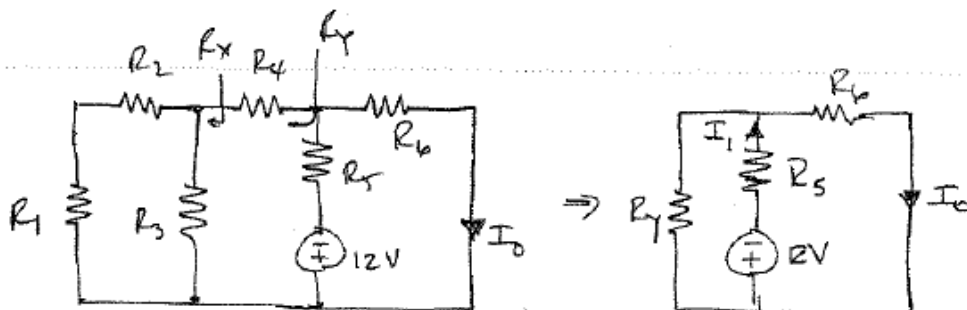 R2 Rx R4 Ry
R6
R1 R3 R5
− + 12V
I0
⇒
R6
I1
Ry R5
− + 12V
I0